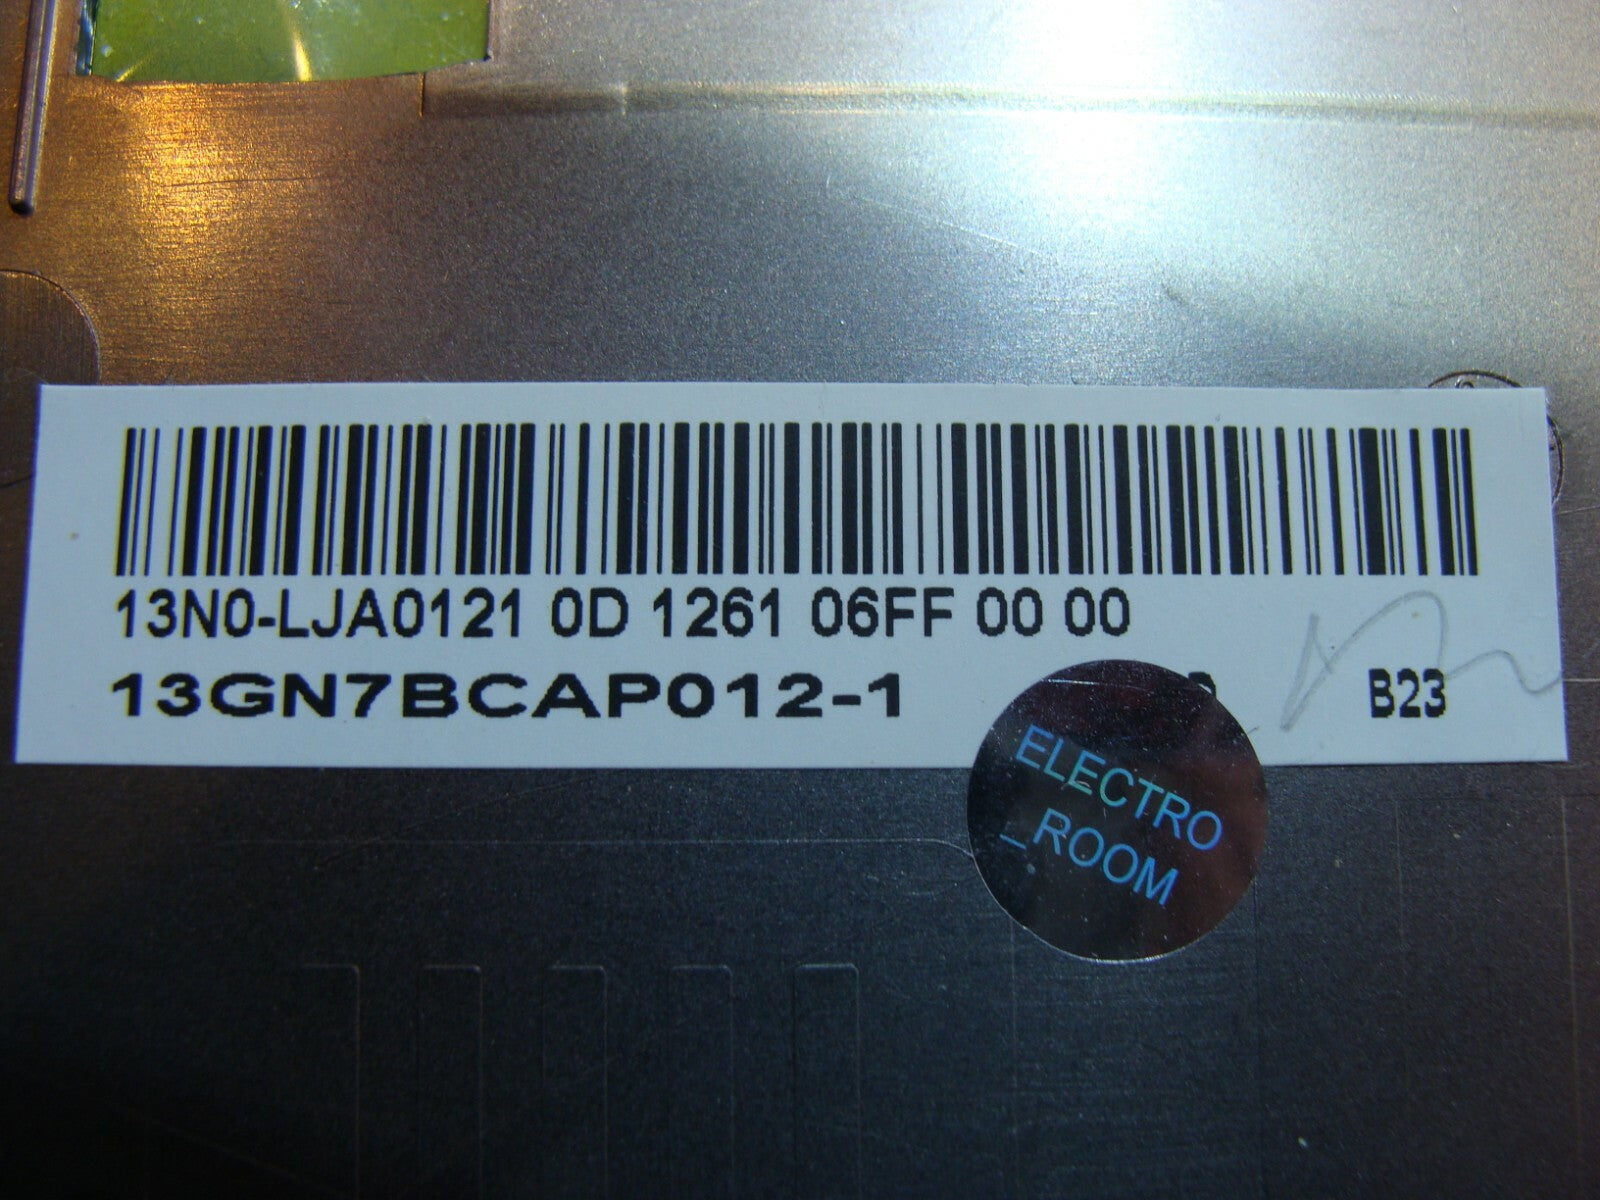 13N0-LJA0121 0D 1261 06FF 00 00
13GN7BCAP012-1
B23
ELECTRO
_ROOM